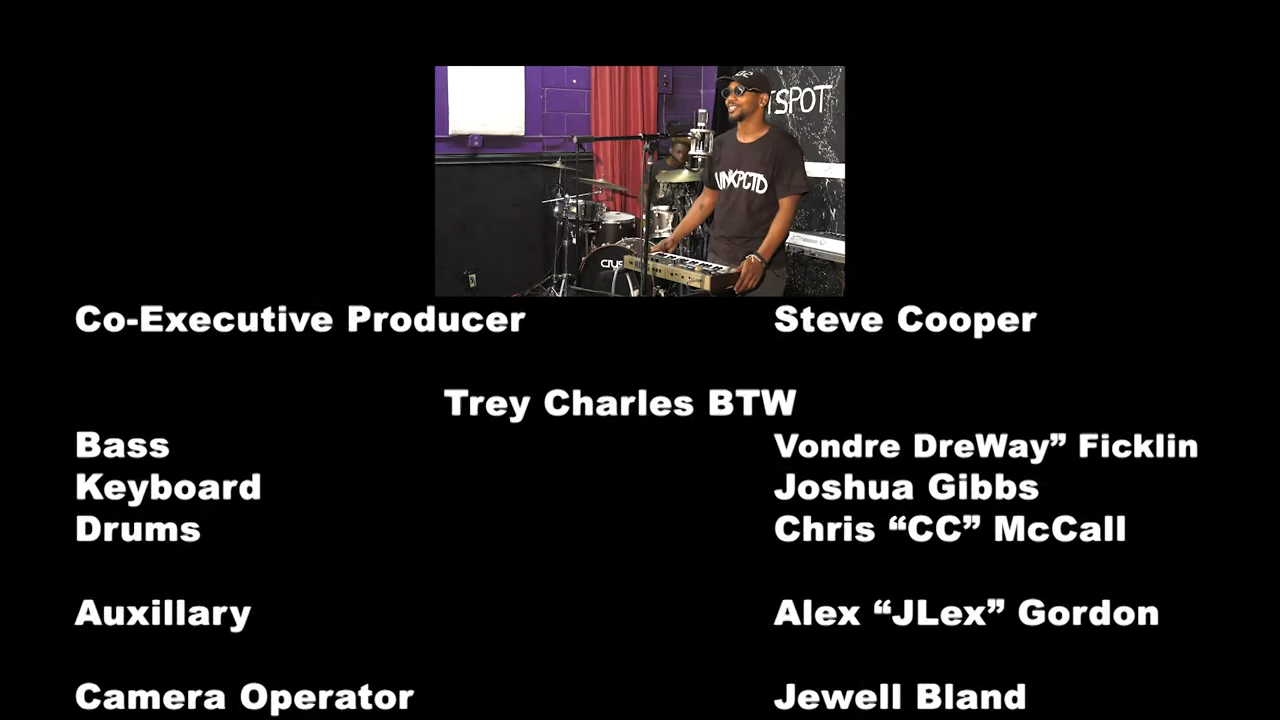 TSPOT
UNXPCTD
Co-Executive Producer Steve Cooper
Trey Charles BTW
Bass Vondre DreWay” Ficklin
Keyboard Joshua Gibbs
Drums Chris “CC” McCall
Auxillary Alex “JLex” Gordon
Camera Operator Jewell Bland